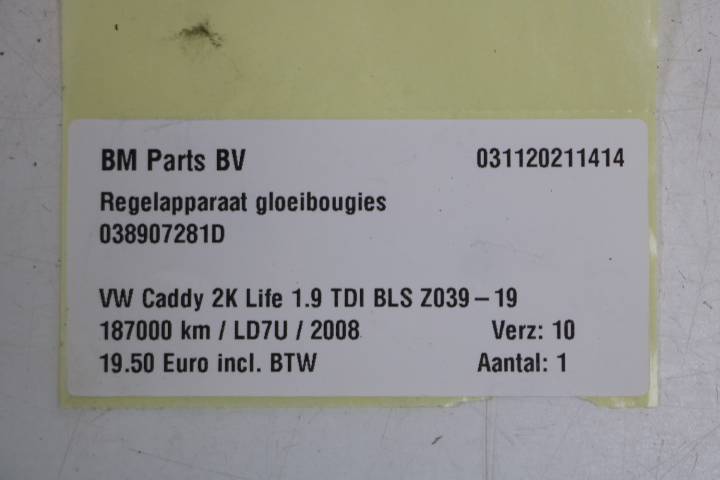 BM Parts BV 031120211414
Regelapparaat gloeibougies
038907281D
VW Caddy 2K Life 1.9 TDI BLS Z039 – 19
187000 km / LD7U / 2008 Verz: 10
19.50 Euro incl. BTW Aantal: 1